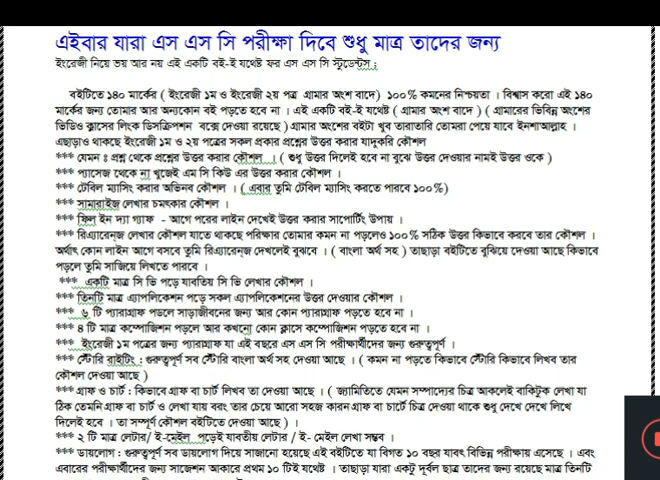 এইবার যারা এস এস সি পরীক্ষা দিবে শুধু মাত্র তাদের জন্য
ইংরেজী নিয়ে ভয় আর নয় এই একটি বই-ই যথেষ্ট ফর এস এস সি স্টুডেন্টস :
বইটিতে ১৪০ মার্কের ( ইংরেজী ১ম ও ইংরেজী ২য় পত্র গ্রামার অংশ বাদে ) ১০০% কমনের নিশ্চয়তা । বিশ্বাস করো এই ১৪০
মার্কের জন্য তোমার আর অন্যকোন বই পড়তে হবে না । এই একটি বই-ই যথেষ্ট ( গ্রামার অংশ বাদে ) (গ্রামারের ভিবিন্ন অংশের
ভিডিও ক্লাসের লিংক ডিসক্রিপশন বক্সে দেওয়া রয়েছে ) গ্রামার অংশের বইটা খুব তারাতারি তোমরা পেয়ে যাবে ইনশাআল্লাহ ।
এছাড়াও থাকছে ইংরেজী ১ম ও ২য় পত্রের সকল প্রকার প্রশ্নের উত্তর করার যাদুকরি কৌশল
*** যেমন : প্রশ্ন থেকে প্রশ্নের উত্তর করার কৌশল । ( শুধু উত্তর দিলেই হবে না বুঝে উত্তর দেওয়ার নামই উত্তর ওকে )
*** প্যাসেজ থেকে না খুজেই এম সি কিউ এর উত্তর করার কৌশল ।
*** টেবিল ম্যাসিং করার অভিনব কৌশল । ( এবার তুমি টেবিল ম্যাসিং করতে পারবে ১০০%)
*** সামারাইজ লেখার চমৎকার কৌশল ।
*** ফিল ইন দ্যা গ্যাফ - আগে পরের লাইন দেখেই উত্তর করার সাপোর্টিং উপায় ।
*** রিএ্যারেনজ লেখার কৌশল যাতে থাকছে পরিক্ষার তোমার কমন না পড়লেও ১০০% সঠিক উত্তর কিভাবে করবে তার কৌশল ।
অর্থাৎ কোন লাইন আগে বসবে তুমি রিএ্যারেনজ দেখলেই বুঝবে । ( বাংলা অর্থ সহ ) তাছাড়া বইটিতে বুঝিয়ে দেওয়া আছে কিভাবে
পড়লে তুমি সাজিয়ে লিখতে পারবে ।
*** একটি মাত্র সি ভি পড়ে যাবতিয় সি ভি লেখার কৌশল ।
*** তিনটি মাত্র এ্যাপলিকেশন পড়ে সকল এ্যাপলিকেশনের উত্তর দেওয়ার কৌশল ।
*** ৬ টি প্যারাগ্রাফ পডলে সাড়াজীবনের জন্য আর কোন প্যারাগ্রাফ পড়তে হবে না ।
*** ৪ টি মাত্র কম্পোজিশন পড়লে আর কখনো কোন ক্লাসে কম্পোজিশন পড়তে হবে না ।
*** ইংরেজী ১ম পত্রের জন্য প্যারাগ্রাফ যা এই বছরে এস এস সি পরীক্ষার্থীদের জন্য গুরুত্বপূর্ণ ।
*** স্টোরি রাইটিং : গুরুত্বপূর্ণ সব স্টোরি বাংলা অর্থ সহ দেওয়া আছে । ( কমন না পড়তে কিভাবে স্টোরি কিভাবে লিখব তার
কৌশল দেওয়া আছে )
*** গ্রাফ ও চার্ট : কিভাবে গ্রাফ বা চার্ট লিখব তা দেওয়া আছে । ( জ্যামিতিতে যেমন সম্পাদ্যের চিত্র আকলেই বাকিটুক লেখা যা
ঠিক তেমনি গ্রাফ বা চার্ট ও লেখা যায় বরং তার চেয়ে আরো সহজ কারন গ্রাফ বা চার্টে চিত্র দেওয়া থাকে শুধু দেখে দেখে লিখে
দিলেই হবে । তা সম্পূর্ণ কৌশল বইটিতে দেওয়া আছে ) ।
*** ২ টি মাত্র লেটার/ ই-মেইল পড়েই যাবতীয় লেটার / ই- মেইল লেখা সম্ভব ।
*** ডায়লোগ : গুরুত্বপূর্ণ সব ডায়লোগ দিয়ে সাজানো হয়েছে এই বইটিতে যা বিগত ১০ বছর যাবৎ বিভিন্ন পরীক্ষায় এসেছে । এবং
এবারের পরীক্ষার্থীদের জন্য সাজেশন আকারে প্রথম ১০ টিই যথেষ্ট । তাছাড়া যারা একটু দূর্বল ছাত্র তাদের জন্য রয়েছে মাত্র তিনটি